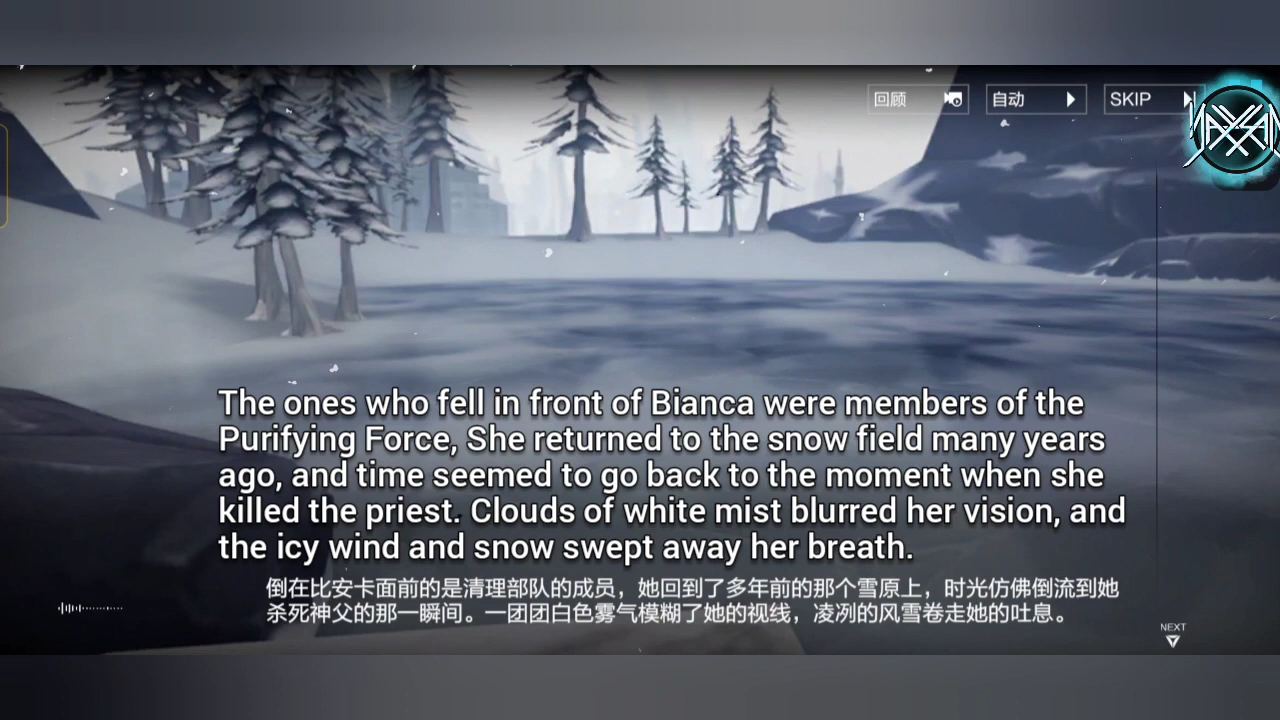 回顾
自动
SKIP
The ones who fell in front of Bianca were members of the
Purifying Force, She returned to the snow field many years
ago, and time seemed to go back to the moment when she
killed the priest. Clouds of white mist blurred her vision, and
the icy wind and snow swept away her breath.
倒在比安卡面前的是清理部队的成员，她回到了多年前的那个雪原上，时光仿佛倒流到她
杀死神父的那一瞬间。一团团白色雾气模糊了她的视线，凌冽的风雪卷走她的吐息。
NEXT